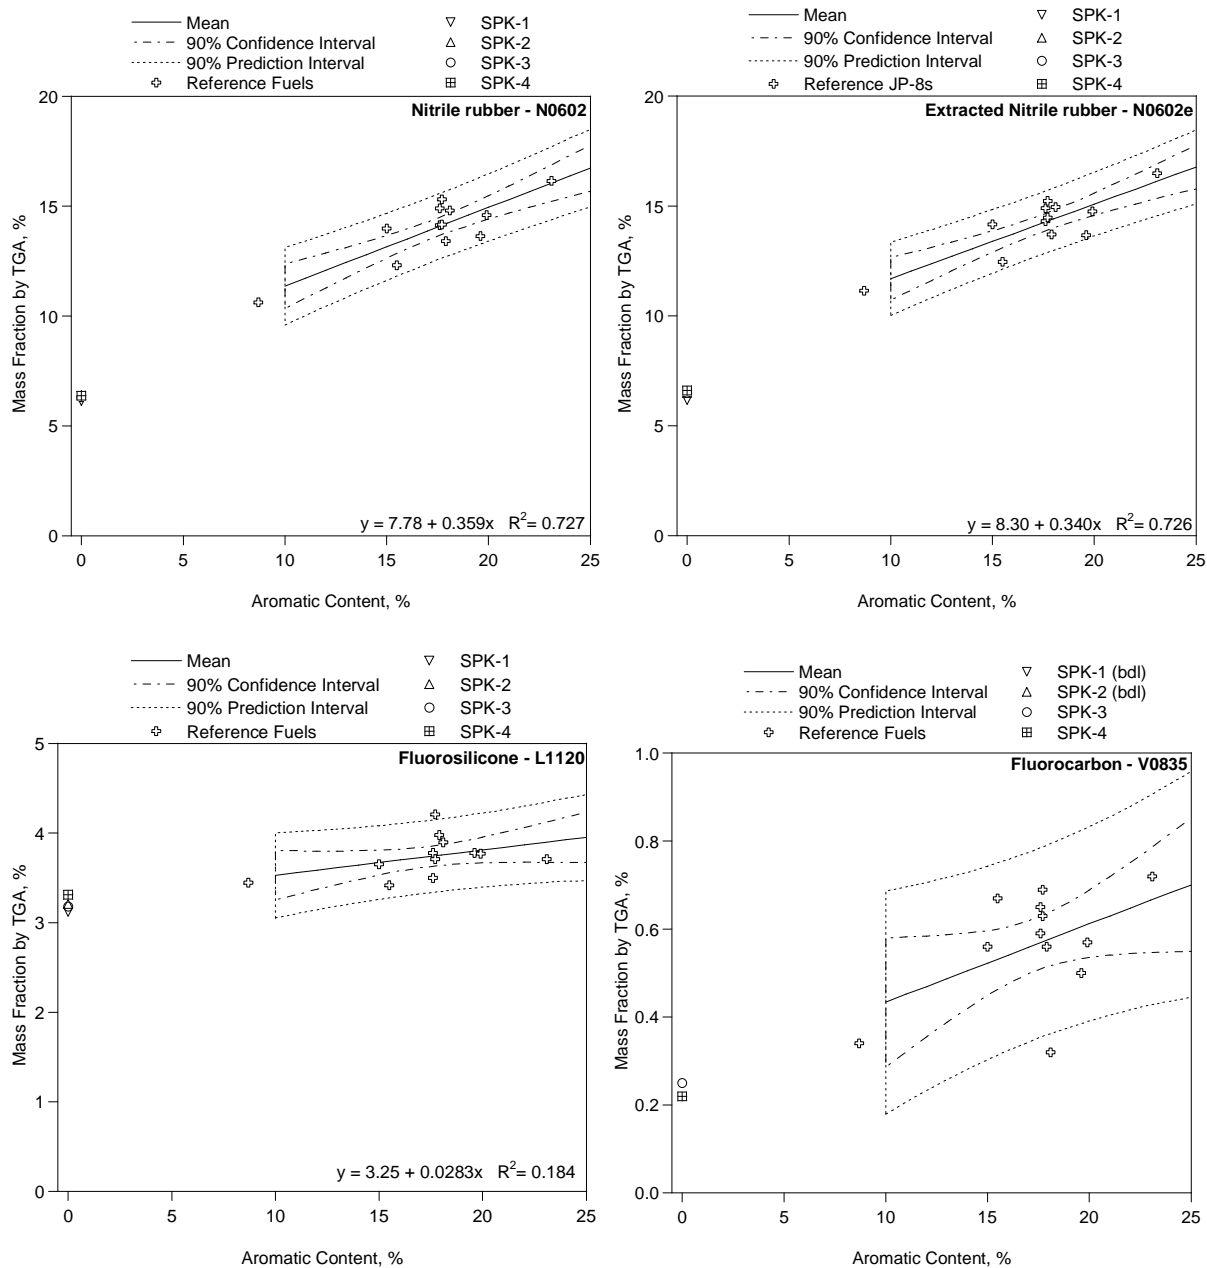 Mean
90% Confidence Interval
90% Prediction Interval
Reference Fuels
SPK-1
SPK-2
SPK-3
SPK-4
Nitrile rubber - N0602
20
15
10
5
0
Mass Fraction by TGA, %
y = 7.78 + 0.359x R2= 0.727
0 5 10 15 20 25
Aromatic Content, %
Mean
90% Confidence Interval
90% Prediction Interval
Reference JP-8s
SPK-1
SPK-2
SPK-3
SPK-4
Extracted Nitrile rubber - N0602e
20
15
10
5
0
Mass Fraction by TGA, %
y = 8.30 + 0.340x R2= 0.726
0 5 10 15 20 25
Aromatic Content, %
Mean
90% Confidence Interval
90% Prediction Interval
Reference Fuels
SPK-1
SPK-2
SPK-3
SPK-4
Fluorosilicone - L1120
5
4
3
2
1
0
Mass Fraction by TGA, %
y = 3.25 + 0.0283x R2= 0.184
0 5 10 15 20 25
Aromatic Content, %
Mean
90% Confidence Interval
90% Prediction Interval
Reference Fuels
SPK-1 (bdl)
SPK-2 (bdl)
SPK-3
SPK-4
Fluorocarbon - V0835
1.0
0.8
0.6
0.4
0.2
0.0
Mass Fraction by TGA, %
0 5 10 15 20 25
Aromatic Content, %